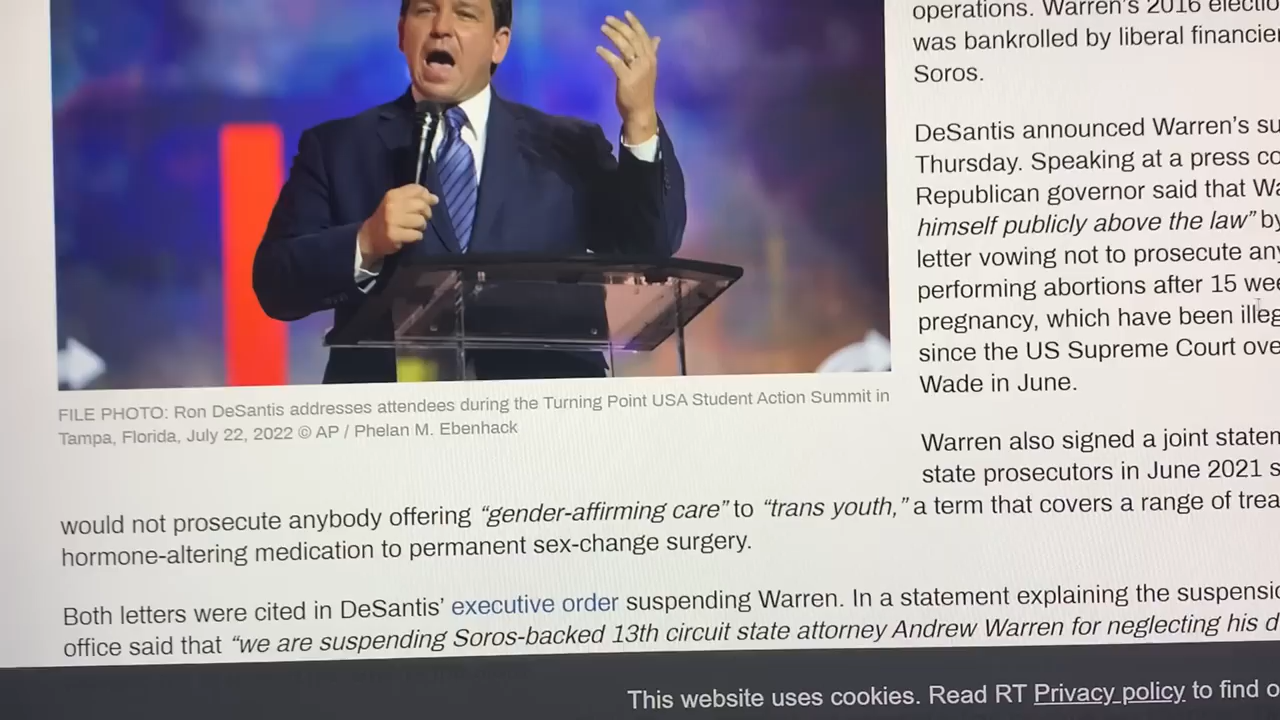 operations. Warren's 2016
was bankrolled by liberal
Soros.
DeSantis announced Warren's
Thursday. Speaking at a press
Republican governor said that
himself publicly above the law”
letter vowing not to prosecute
performing abortions after 15
pregnancy, which have been
since the US Supreme Court
Wade in June.
FILE PHOTO: Ron DeSantis addresses attendees during the Turning Point USA Student Action Summit in
Tampa, Florida, July 22, 2022 © AP / Phelan M. Ebenhack
Warren also signed a joint
state prosecutors in June 2021
would not prosecute anybody offering “gender-affirming care” to “trans youth,” a term that covers a range of
hormone-altering medication to permanent sex-change surgery.
Both letters were cited in DeSantis’ executive order suspending Warren. In a statement explaining the
office said that “we are suspending Soros-backed 13th circuit state attorney Andrew Warren for neglecting his
This website uses cookies. Read RT Privacy policy to find